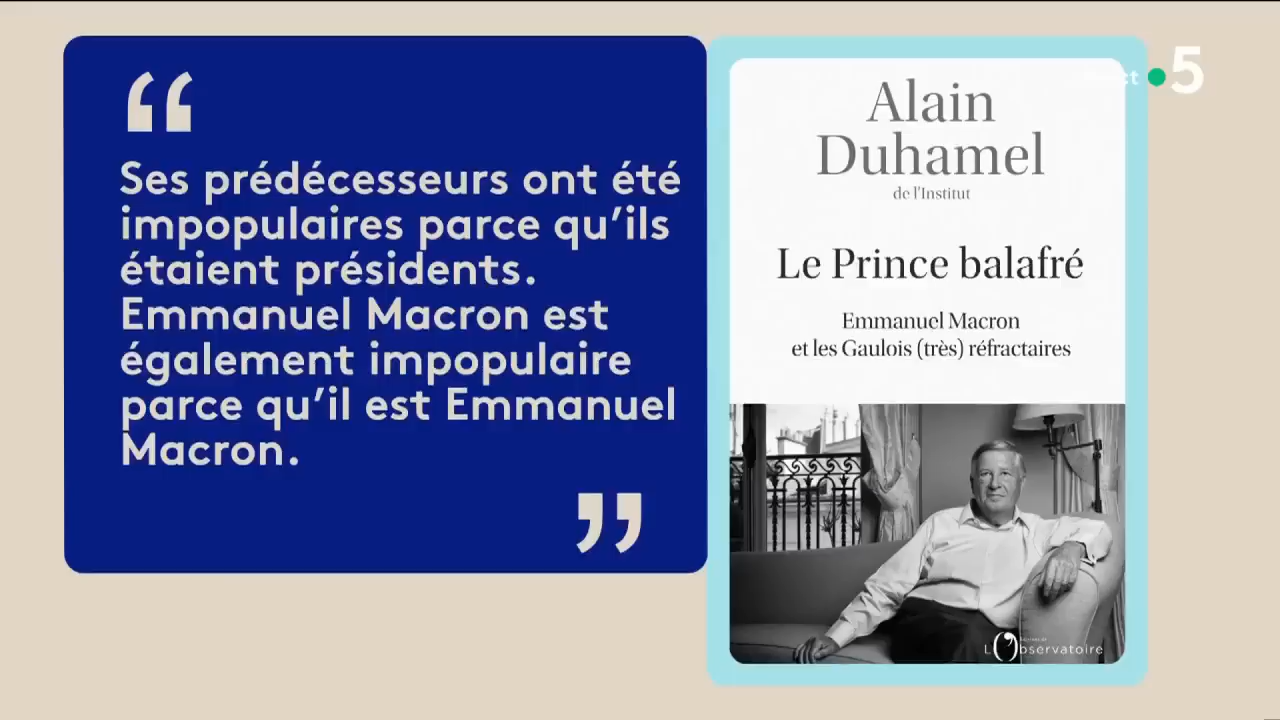 “
Ses prédécesseurs ont été
impopulaires parce qu’ils
étaient présidents.
Emmanuel Macron est
également impopulaire
parce qu’il est Emmanuel
Macron.
”
Alain
Duhamel
de l’Institut
Le Prince balafré
Emmanuel Macron
et les Gaulois (très) réfractaires
L’Observatoire
5